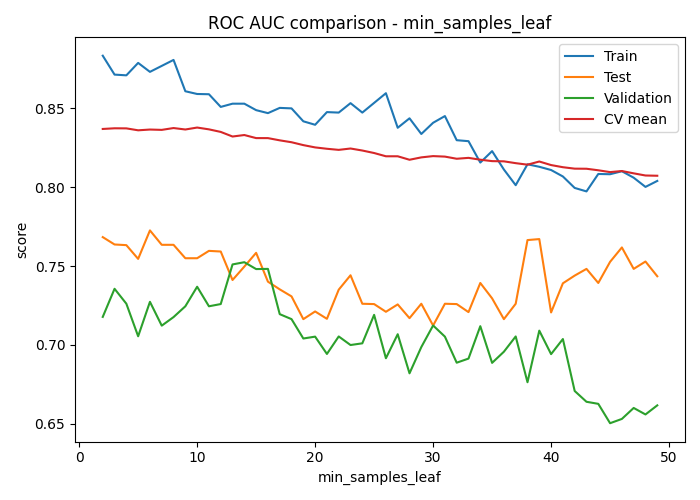 ROC AUC comparison - min_samples_leaf
Train
Test
Validation
CV mean
0.85
0.80
0.75
0.70
0.65
score
0
10
20
30
40
50
min_samples_leaf